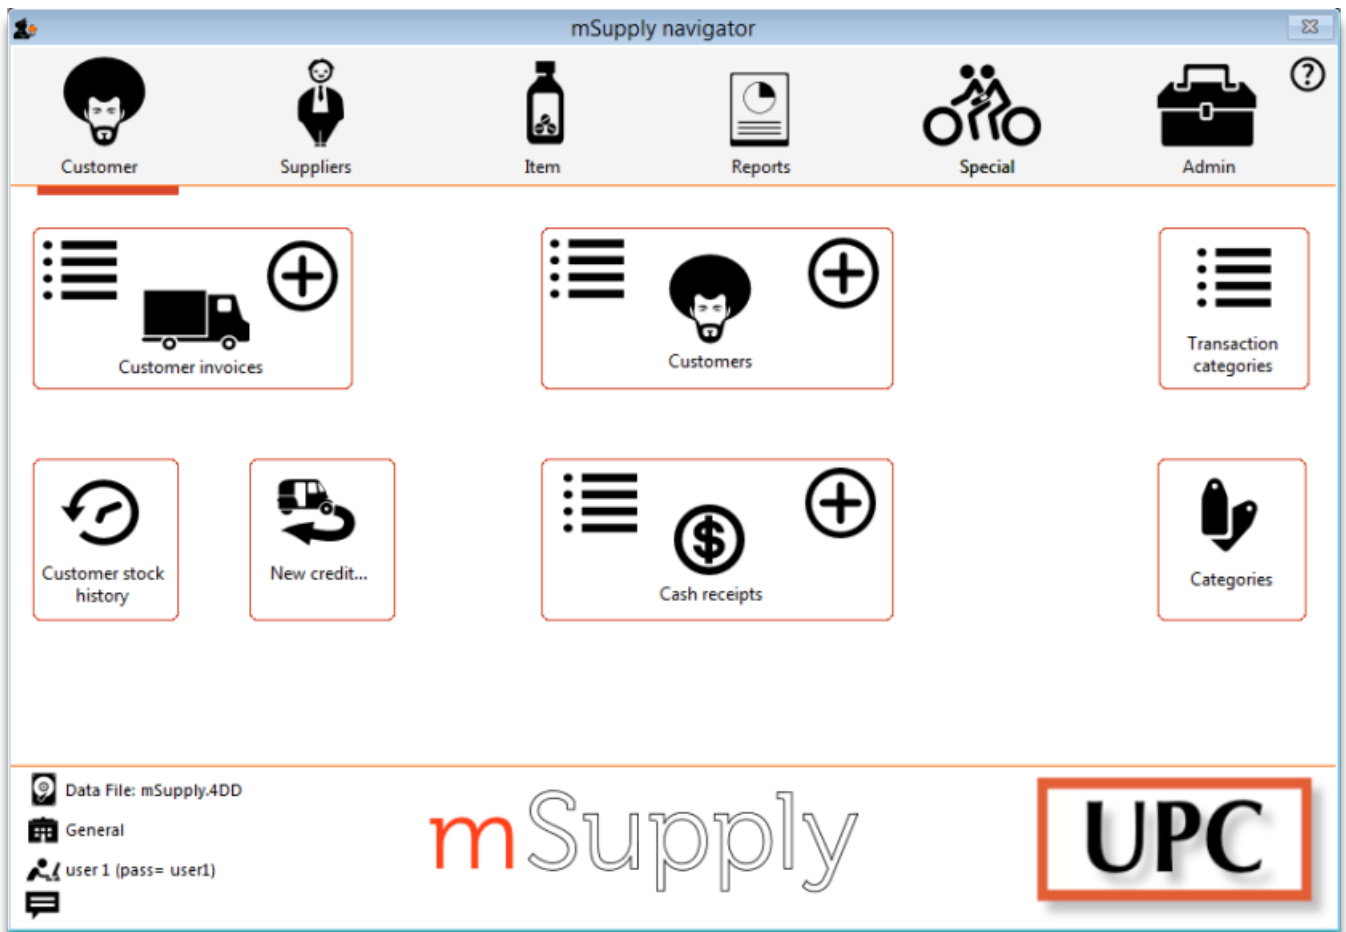 mSupply navigator
Customer
Suppliers
Item
Reports
Special
Admin
?
Customer invoices
Customers
Transaction
categories
Customer stock
history
New credit...
$
Cash receipts
Categories
Data File: mSupply.4DD
General
user 1 (pass= user1)
mSupply
UPC